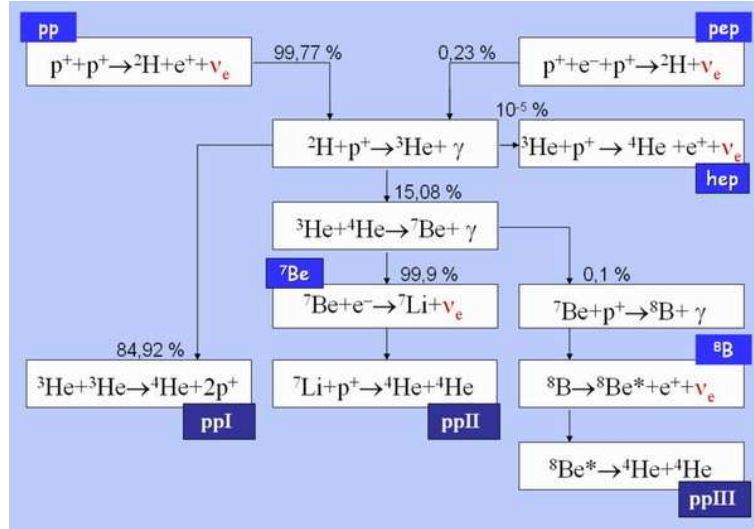 pp
pep
p⁺+p⁺→²H+e⁺+νₑ
99,77 %
0,23 %
p⁺+e⁻+p⁺→²H+νₑ
10⁻⁵ %
²H+p⁺→³He+ γ
³He+p⁺→ ⁴He +e⁺+νₑ
hep
15,08 %
³He+⁴He→⁷Be+ γ
⁷Be
99,9 %
0,1 %
⁷Be+e⁻→⁷Li+νₑ
⁷Be+p⁺→⁸B+ γ
84,92 %
⁸B
³He+³He→⁴He+2p⁺
⁷Li+p⁺→⁴He+⁴He
⁸B→⁸Be*+e⁺+νₑ
ppI
ppII
⁸Be*→⁴He+⁴He
ppIII